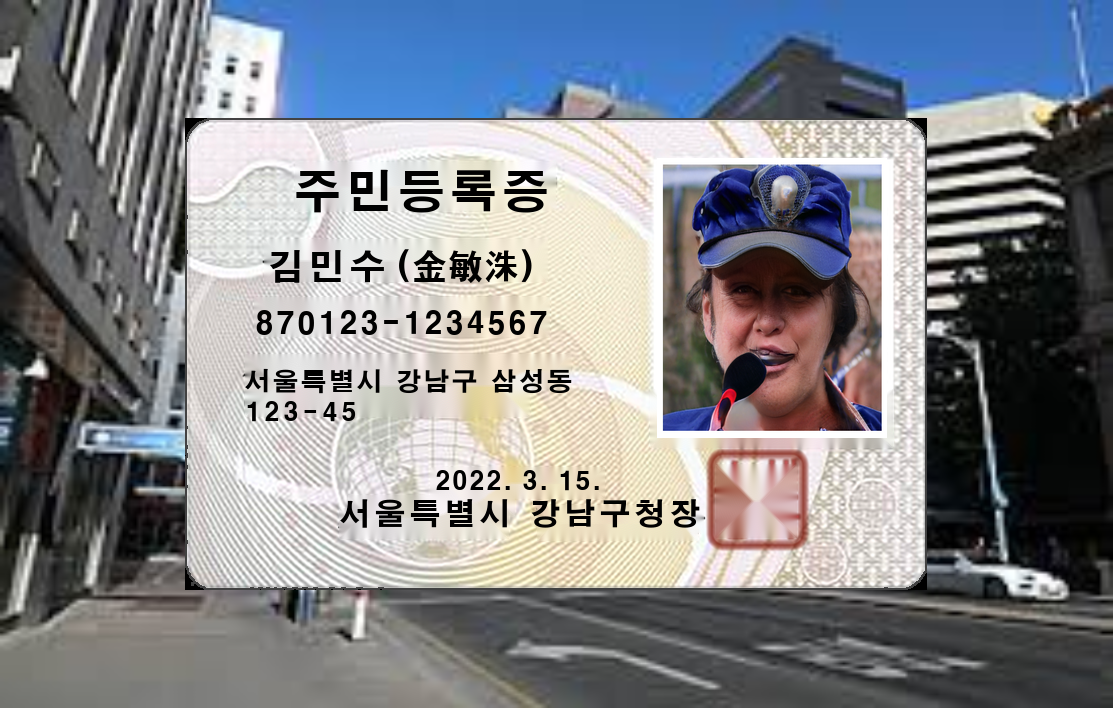 주민등록증
김민수(金敏洙)
870123-1234567
서울특별시 강남구 삼성동
123-45
2022. 3. 15.
서울특별시 강남구청장